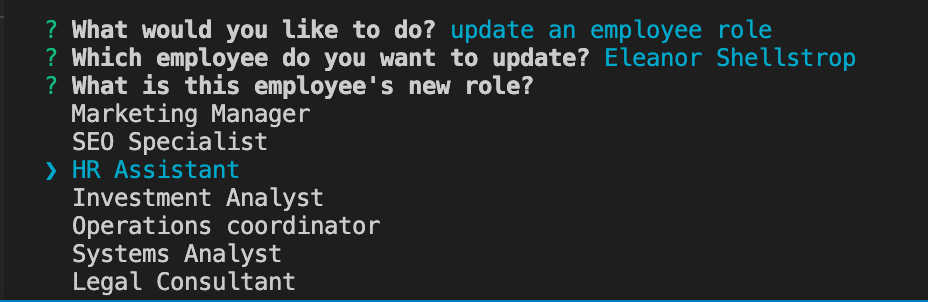 ? What would you like to do? update an employee role
? Which employee do you want to update? Eleanor Shellstrop
? What is this employee's new role?
Marketing Manager
SEO Specialist
❯ HR Assistant
Investment Analyst
Operations coordinator
Systems Analyst
Legal Consultant